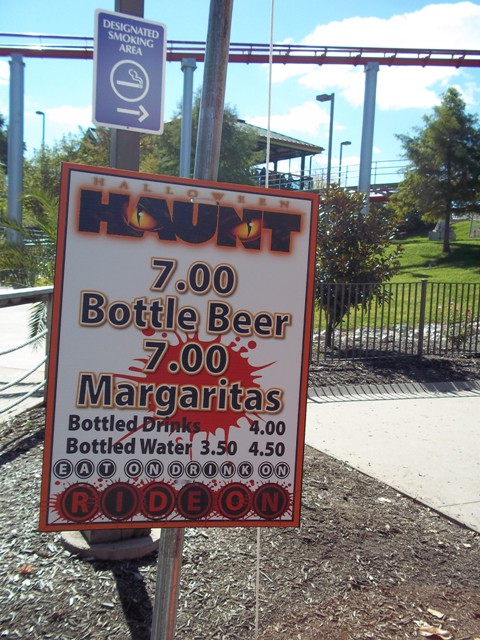 DESIGNATED
SMOKING
AREA
HALLOWEEN
HAUNT
7.00
Bottle Beer
7.00
Margaritas
Bottled Drinks 4.00
Bottled Water 3.50 4.50
EAT ON DRINK ON
RIDE ON